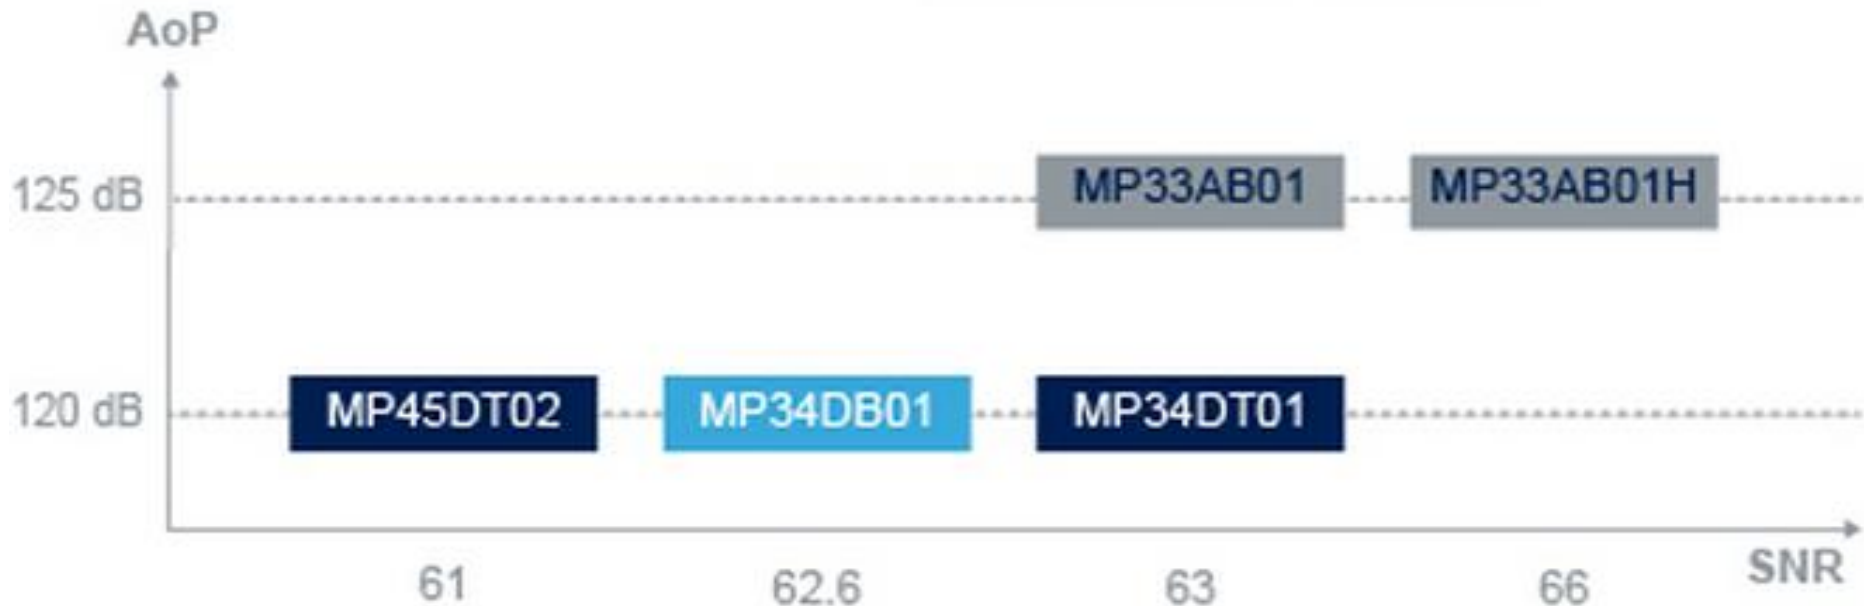 AoP
125 dB MP33AB01 MP33AB01H
120 dB MP45DT02 MP34DB01 MP34DT01
SNR
61 62.6 63 66